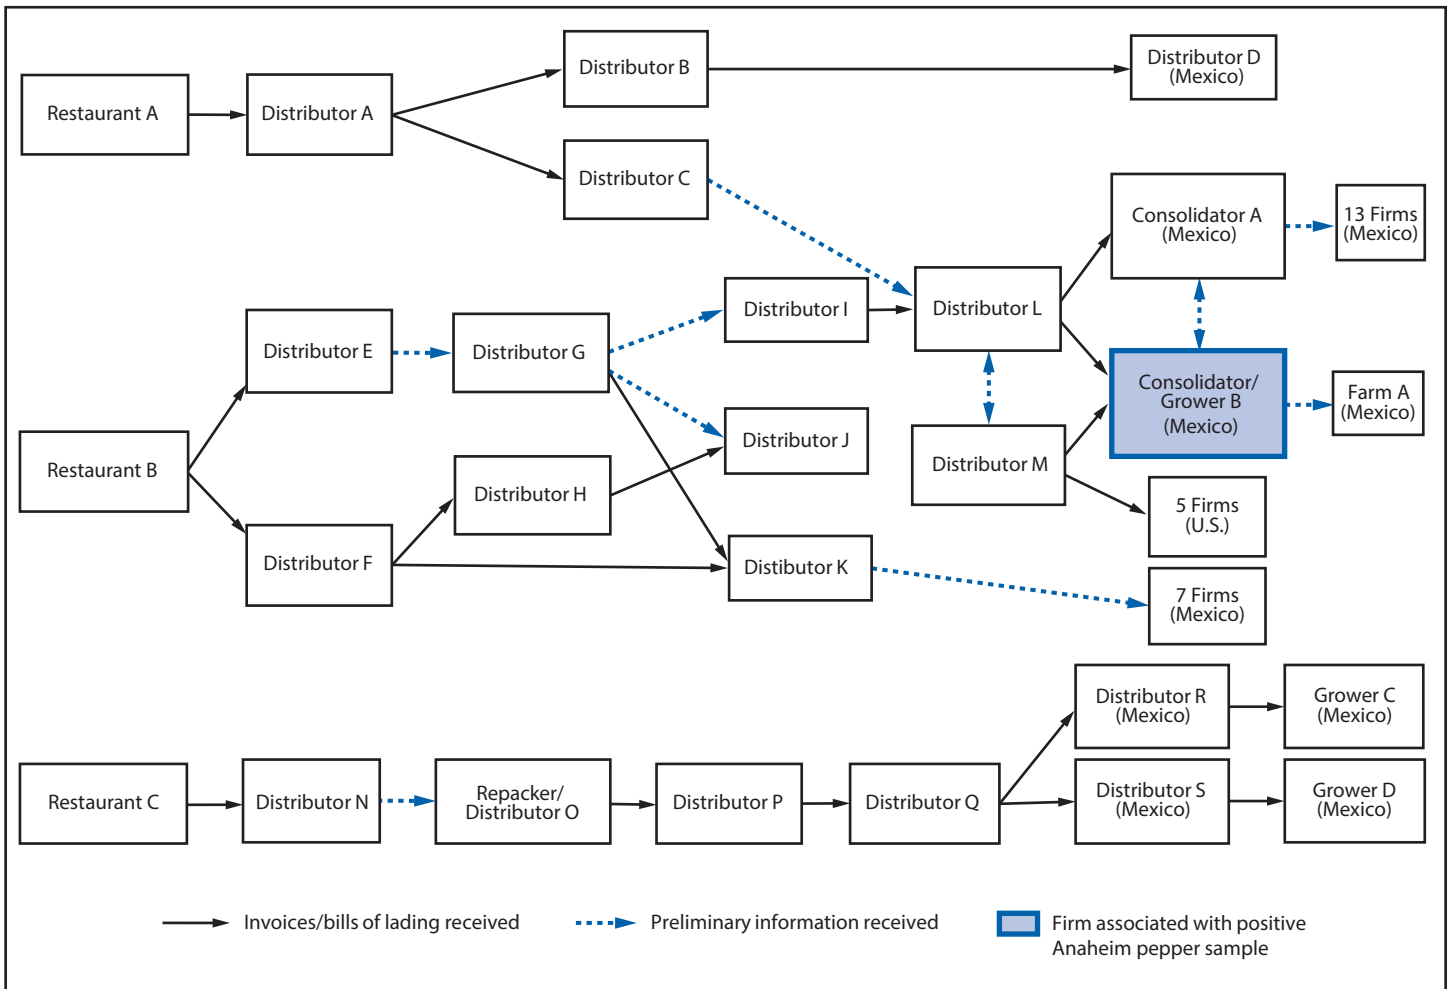 Restaurant A
Distributor A
Distributor B
Distributor C
Distributor D
(Mexico)
Consolidator A
(Mexico)
13 Firms
(Mexico)
Distributor I
Distributor L
Distributor E
Distributor G
Consolidator/
Grower B
(Mexico)
Farm A
(Mexico)
Restaurant B
Distributor J
Distributor M
Distributor H
5 Firms
(U.S.)
Distributor F
Distibutor K
7 Firms
(Mexico)
Distributor R
(Mexico)
Grower C
(Mexico)
Restaurant C
Distributor N
Repacker/
Distributor O
Distributor P
Distributor Q
Distributor S
(Mexico)
Grower D
(Mexico)
Invoices/bills of lading received
Preliminary information received
Firm associated with positive
Anaheim pepper sample